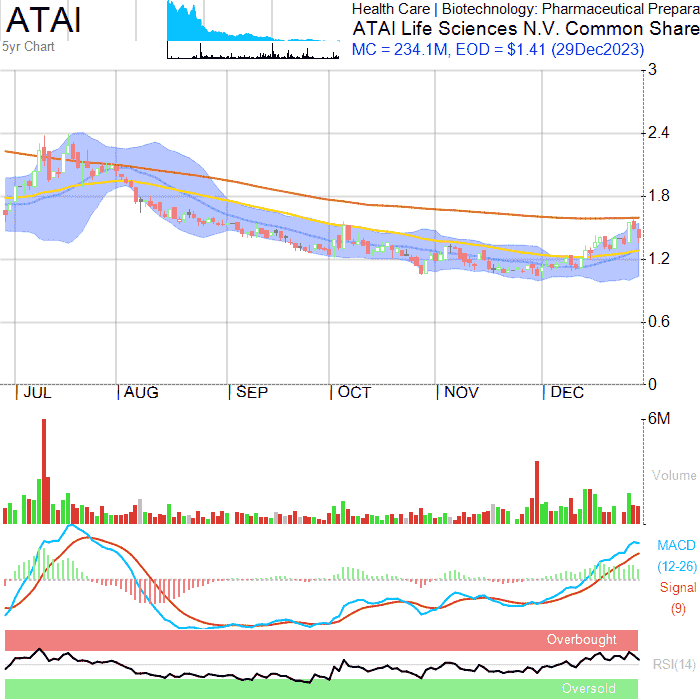 ATAI
5yr Chart
Health Care | Biotechnology: Pharmaceutical Prepara
ATAI Life Sciences N.V. Common Share
MC = 234.1M, EOD = $1.41 (29Dec2023)
3
2.4
1.8
1.2
0.6
0
JUL AUG SEP OCT NOV DEC
6M
Volume
MACD
(12-26)
Signal
(9)
Overbought
RSI(14)
Oversold